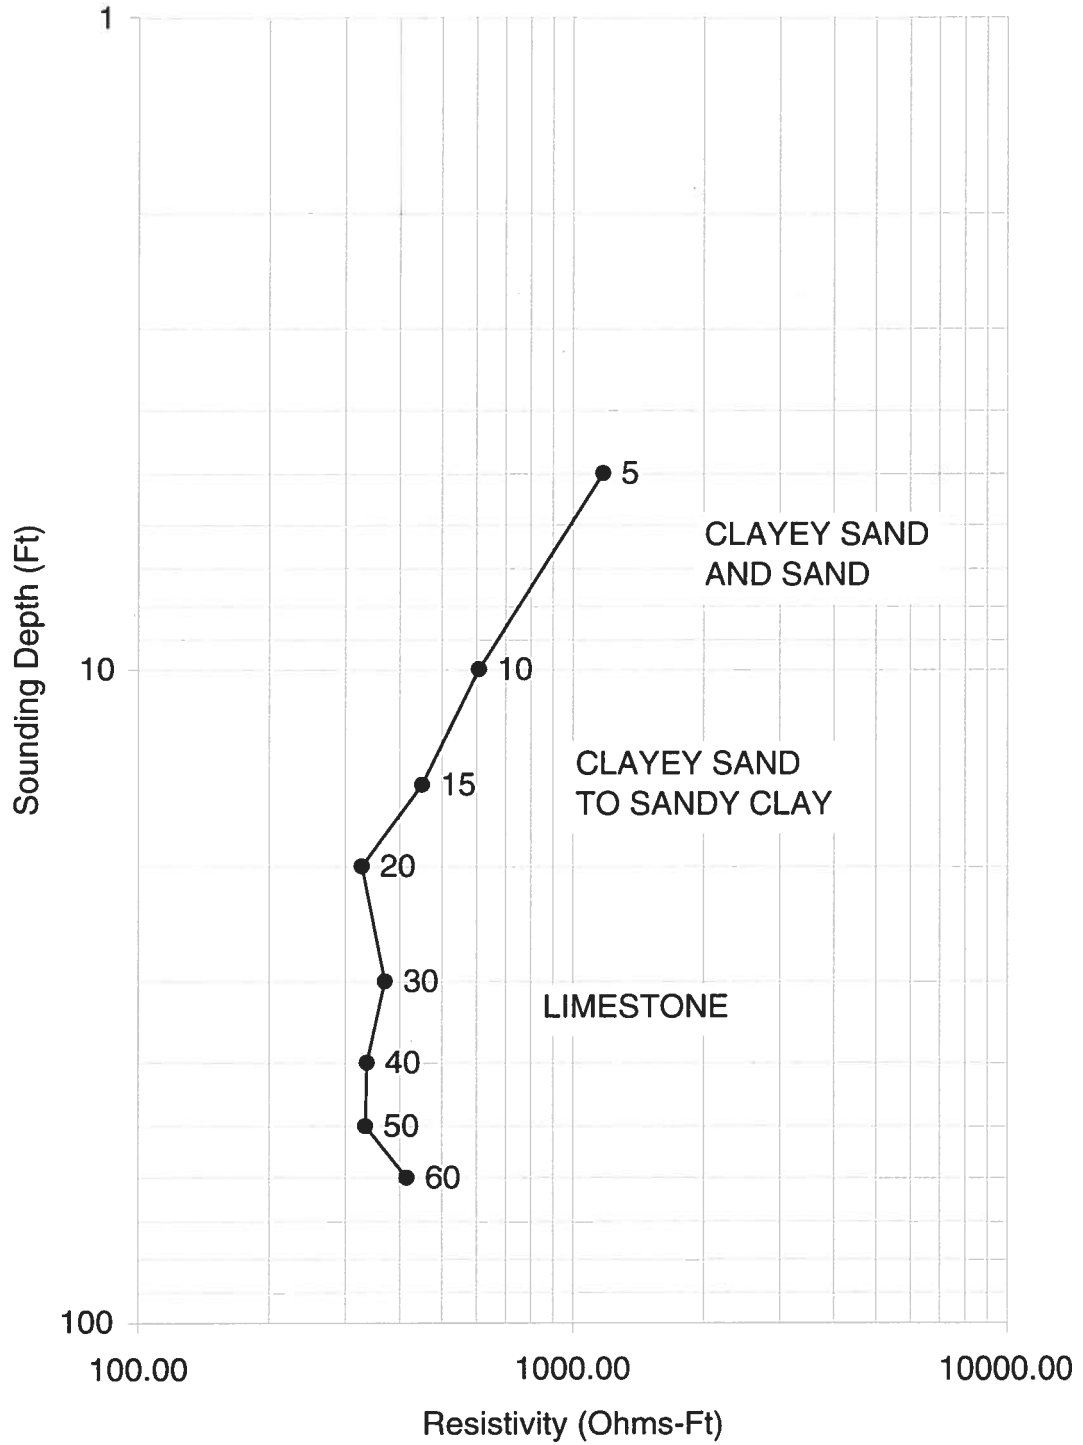 1
5
CLAYEY SAND
AND SAND
10
10
CLAYEY SAND
TO SANDY CLAY
15
20
30
LIMESTONE
40
50
60
100
100.00
1000.00
10000.00
Sounding Depth (Ft)
Resistivity (Ohms-Ft)